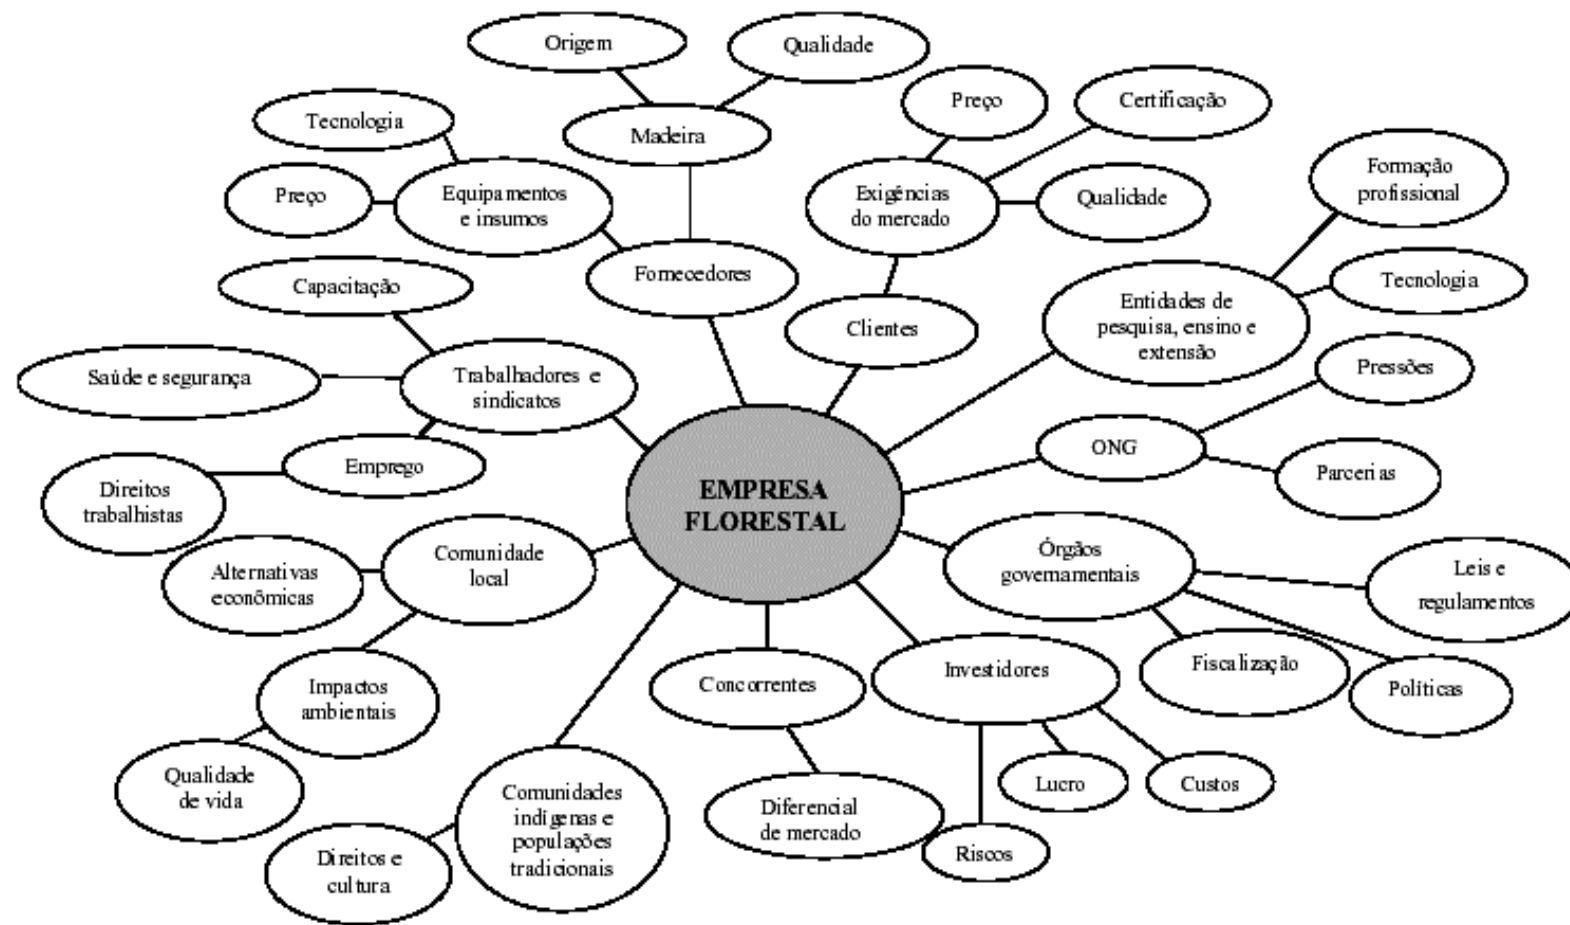 Origem
Qualidade
Preço
Certificação
Tecnologia
Madeira
Formação
profissional
Preço
Equipamentos
e insumos
Exigências
do mercado
Qualidade
Capacitação
Fornecedores
Clientes
Entidades de
pesquisa, ensino e
extensão
Tecnologia
Saúde e segurança
Trabalhadores e
sindicatos
Pressões
Emprego
ONG
Parcerias
Direitos
trabalhistas
EMPRESA
FLORESTAL
Alternativas
econômicas
Comunidade
local
Órgãos
governamentais
Leis e
regulamentos
Impactos
ambientais
Concorrentes
Investidores
Fiscalização
Políticas
Qualidade
de vida
Comunidades
indígenas e
populações
tradicionais
Diferencial
de mercado
Lucro
Custos
Direitos e
cultura
Riscos